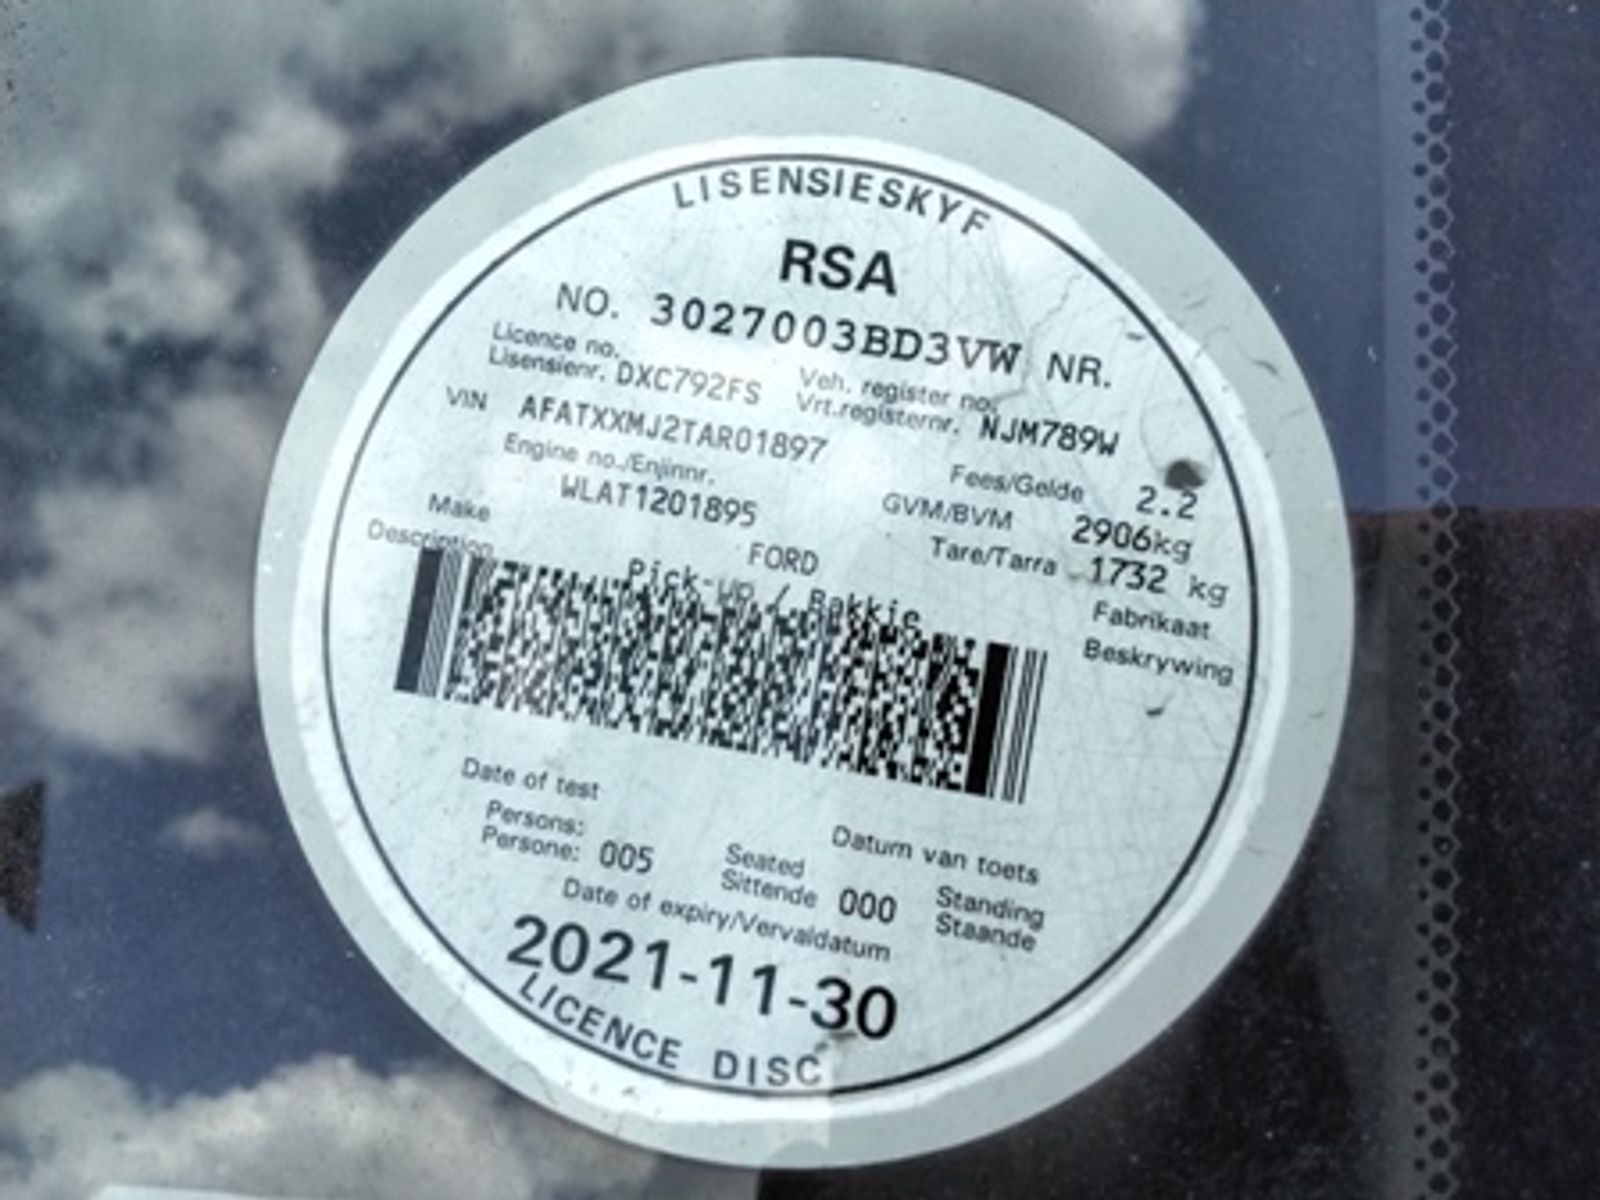 LISENSIESKYF
RSA
NO. 3027003BD3VW NR.
Licence no.
Lisensienr. DXC792FS
Veh. register no.
Vrt.registernr. NJM789W
VIN AFATXXMJ2TAR01897
Engine no./Enjinnr.
WLAT1201895
Fees/Gelde 2.2
GVM/BVM 2906kg
Tare/Tarra 1732 kg
Make FORD Fabrikaat
Description Pick-up / Bakkie Beskrywing
Date of test Datum van toets
Persons:
Persone: 005
Seated
Sittende 000
Standing
Staande
Date of expiry/Vervaldatum
2021-11-30
LICENCE DISC